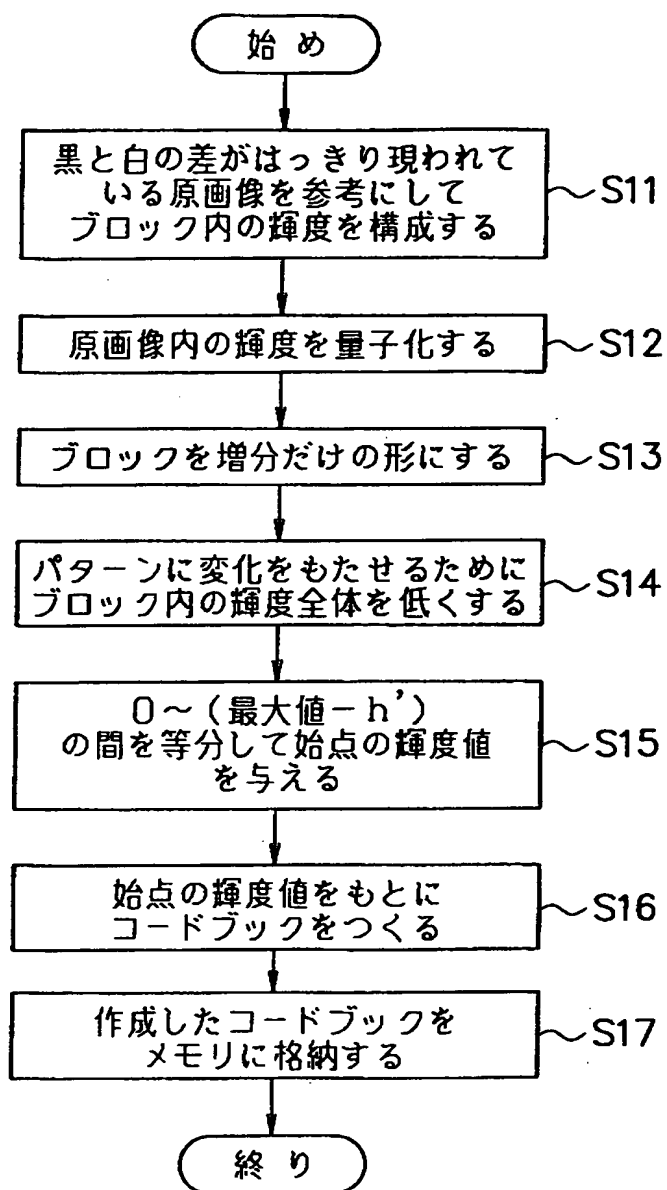 始 め
黒と白の差がはっきり現われて
いる原画像を参考にして
ブロック内の輝度を構成する
S11
原画像内の輝度を量子化する
S12
ブロックを増分だけの形にする
S13
パターンに変化をもたせるために
ブロック内の輝度全体を低くする
S14
0〜(最大値-h')
の間を等分して始点の輝度値
を与える
S15
始点の輝度値をもとに
コードブックをつくる
S16
作成したコードブックを
メモリに格納する
S17
終 り